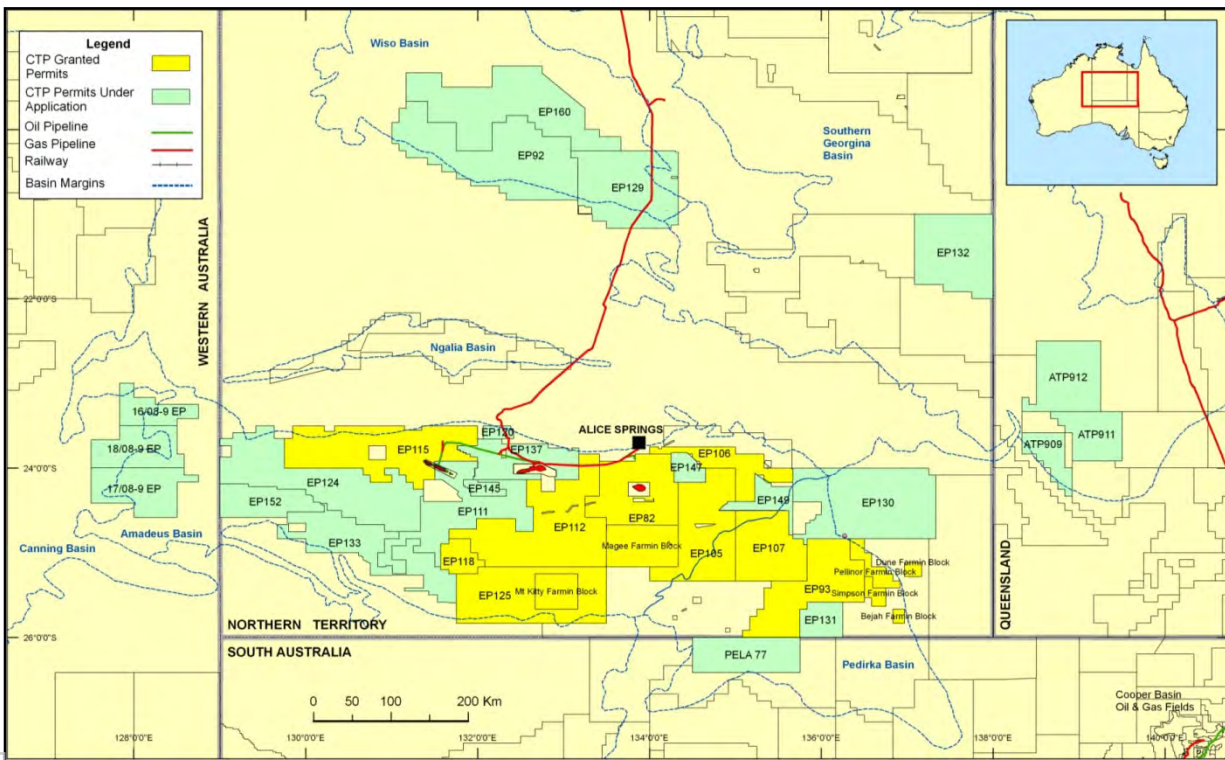 Legend
CTP Granted
Permits
CTP Permits Under
Application
Oil Pipeline
Gas Pipeline
Railway
Basin Margins
Wiso Basin
EP160
EP92
EP129
Southern
Georgina
Basin
EP132
WESTERN AUSTRALIA
22°0'0"S
Ngalia Basin
ATP912
16/08-9 EP
18/08-9 EP
17/08-9 EP
ALICE SPRINGS
EP115
EP137
EP106
ATP909
ATP911
24°0'0"S
EP124
EP145
EP147
EP152
EP111
EP149
EP130
EP112
EP82
Amadeus Basin
Canning Basin
EP133
Magee Farmin Block
EP105
EP107
EP118
Dune Farmin Block
Pellinor Farmin Block
EP125
Mt Kitty Farmin Block
EP93
Simpson Farmin Block
Bejah Farmin Block
EP131
QUEENSLAND
NORTHERN TERRITORY
26°0'0"S
SOUTH AUSTRALIA
PELA 77
Pedirka Basin
0 50 100 200 Km
Cooper Basin
Oil & Gas Fields
128°0'0"E
130°0'0"E
132°0'0"E
134°0'0"E
136°0'0"E
138°0'0"E
140°0'0"E